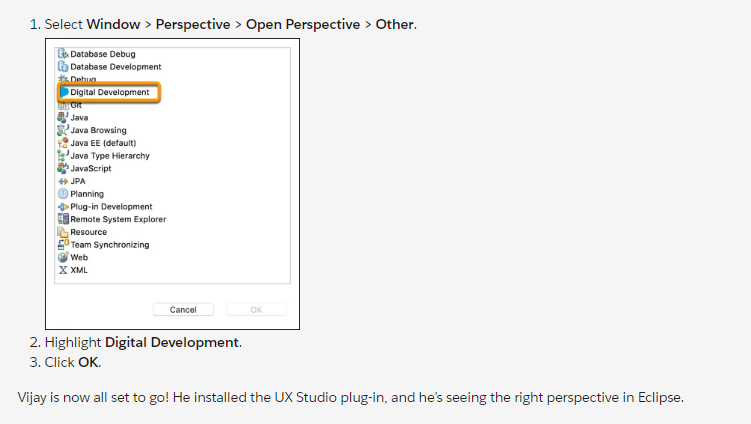 1. Select Window > Perspective > Open Perspective > Other.
Database Debug
Database Development
Debug
Digital Development
Git
Java
Java Browsing
Java EE (default)
Java Type Hierarchy
JavaScript
JPA
Planning
Plug-in Development
Remote System Explorer
Resource
Team Synchronizing
Web
XML
Cancel OK
2. Highlight Digital Development.
3. Click OK.
Vijay is now all set to go! He installed the UX Studio plug-in, and he’s seeing the right perspective in Eclipse.